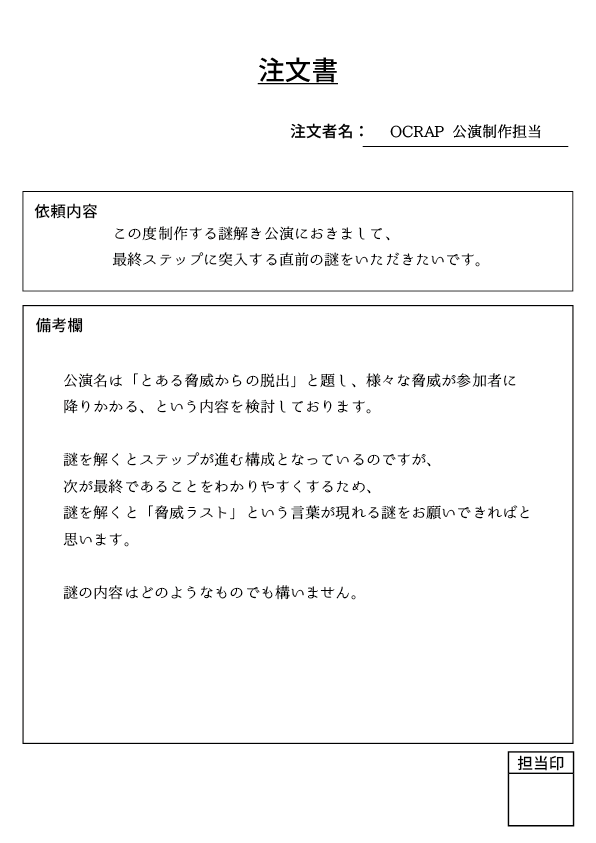 注文書
注文者名： OCRAP 公演制作担当
依頼内容
この度制作する謎解き公演におきまして、
最終ステップに突入する直前の謎をいただきたいです。
備考欄
公演名は「とある脅威からの脱出」と題し、様々な脅威が参加者に
降りかかる、という内容を検討しております。
謎を解くとステップが進む構成となっているのですが、
次が最終であることをわかりやすくするため、
謎を解くと「脅威ラスト」という言葉が現れる謎をお願いできればと
思います。
謎の内容はどのようなものでも構いません。
担当印